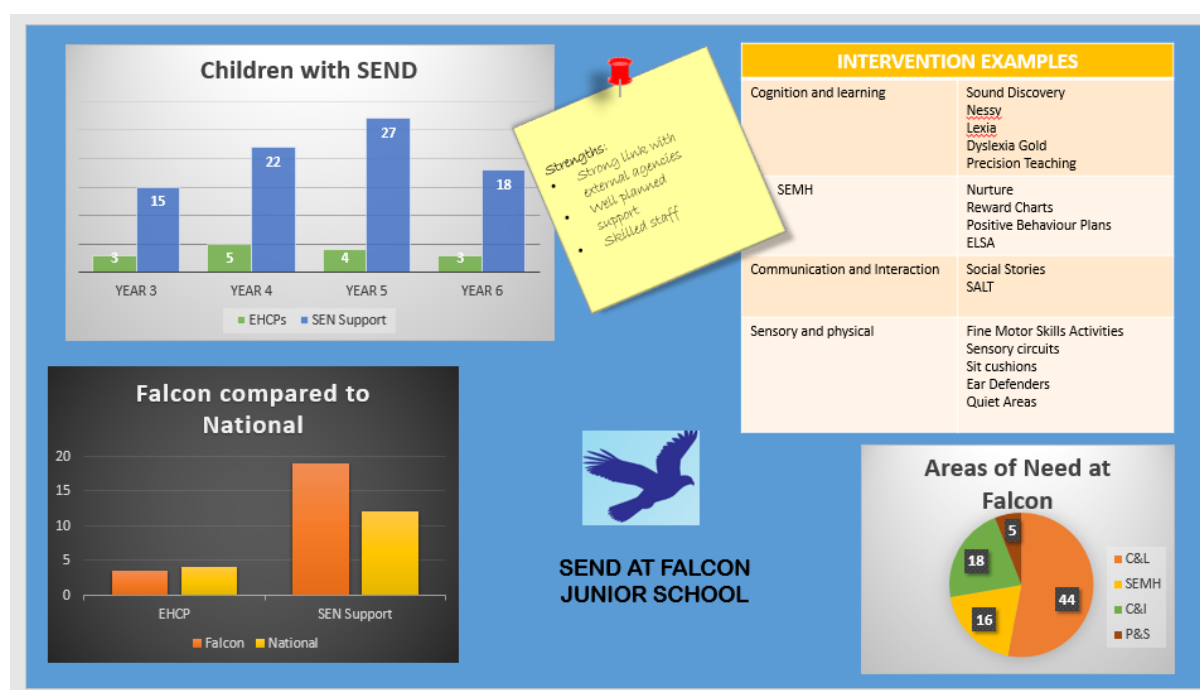 Children with SEND
27
22
18
15
3
5
4
3
YEAR 3 YEAR 4 YEAR 5 YEAR 6
EHCPs SEN Support
Strengths:
• Strong link with
external agencies
• Well planned
support
• Skilled staff
INTERVENTION EXAMPLES
Cognition and learning
Sound Discovery
Nessy
Lexia
Dyslexia Gold
Precision Teaching
SEMH
Nurture
Reward Charts
Positive Behaviour Plans
ELSA
Communication and Interaction
Social Stories
SALT
Sensory and physical
Fine Motor Skills Activities
Sensory circuits
Sit cushions
Ear Defenders
Quiet Areas
Falcon compared to
National
20
15
10
5
0
EHCP SEN Support
Falcon National
SEND AT FALCON
JUNIOR SCHOOL
Areas of Need at
Falcon
5
18
44
16
C&L
SEMH
C&I
P&S